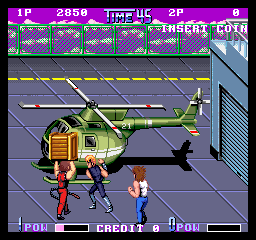 1P 2850 TIME 45 2P 0
INSERT COIN
POW CREDIT 0 POW